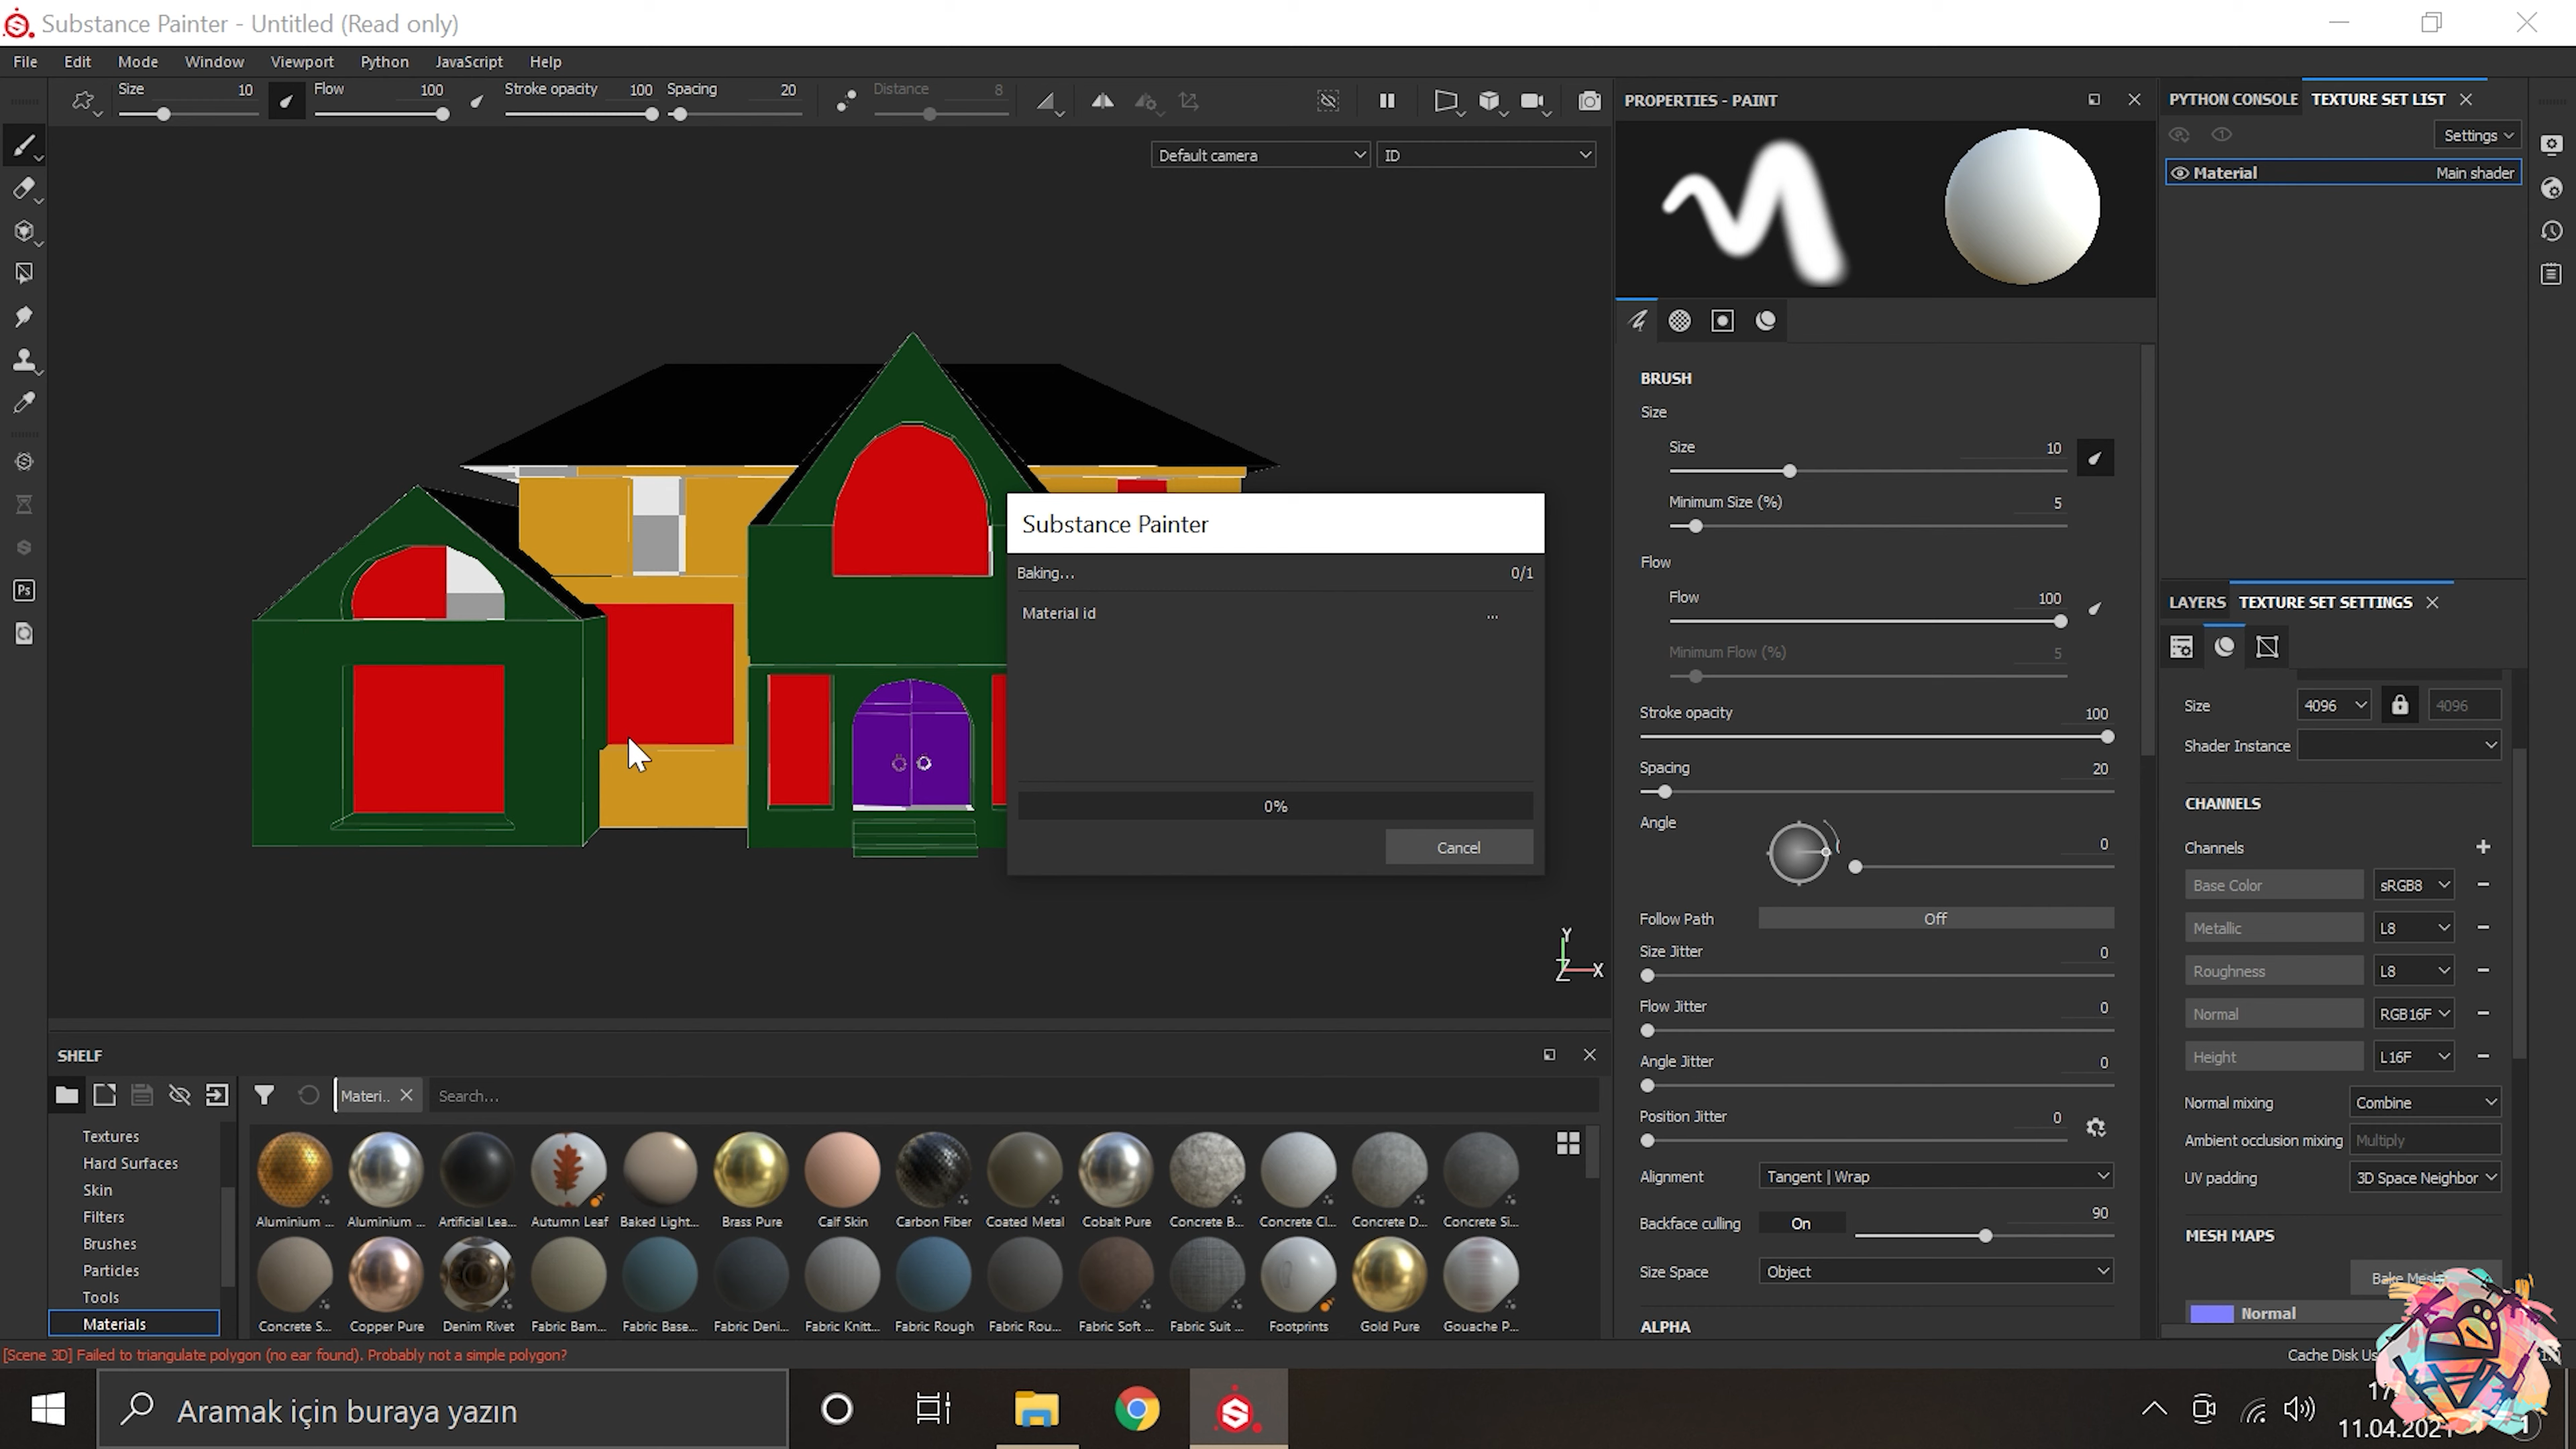 Substance Painter - Untitled (Read only)
File Edit Mode Window Viewport Python JavaScript Help
Size 10 Flow 100 Stroke opacity 100 Spacing 20 Distance 8
Default camera ID
Substance Painter
Baking... 0/1
Material id ...
0%
Cancel
Y
Z X
PROPERTIES - PAINT
BRUSH
Size
Size 10
Minimum Size (%) 5
Flow
Flow 100
Minimum Flow (%) 5
Stroke opacity 100
Spacing 20
Angle 0
Follow Path Off
Size Jitter 0
Flow Jitter 0
Angle Jitter 0
Position Jitter 0
Alignment Tangent | Wrap
Backface culling On 90
Size Space Object
ALPHA
PYTHON CONSOLE TEXTURE SET LIST
Settings
Material Main shader
LAYERS TEXTURE SET SETTINGS
Size 4096 4096
Shader Instance
CHANNELS
Channels
Base Color sRGB8
Metallic L8
Roughness L8
Normal RGB16F
Height L16F
Normal mixing Combine
Ambient occlusion mixing Multiply
UV padding 3D Space Neighbor
MESH MAPS
Bake Mesh
Normal
Ps
SHELF
Materi.. Search...
Textures
Hard Surfaces
Skin
Filters
Brushes
Particles
Tools
Materials
Aluminium ... Aluminium ... Artificial Lea... Autumn Leaf Baked Light... Brass Pure Calf Skin Carbon Fiber Coated Metal Cobalt Pure Concrete B... Concrete Cl... Concrete D... Concrete Si...
Concrete S... Copper Pure Denim Rivet Fabric Bam... Fabric Base... Fabric Deni... Fabric Knitt... Fabric Rough Fabric Rou... Fabric Soft ... Fabric Suit ... Footprints Gold Pure Gouache P...
[Scene 3D] Failed to triangulate polygon (no ear found). Probably not a simple polygon?
Cache Disk
Aramak için buraya yazın
11.04.2021